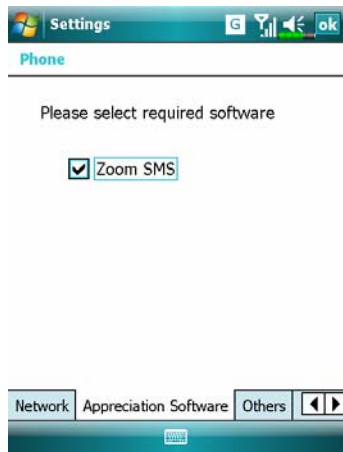 Settings G ok
Phone
Please select required software
Zoom SMS
Network Appreciation Software Others